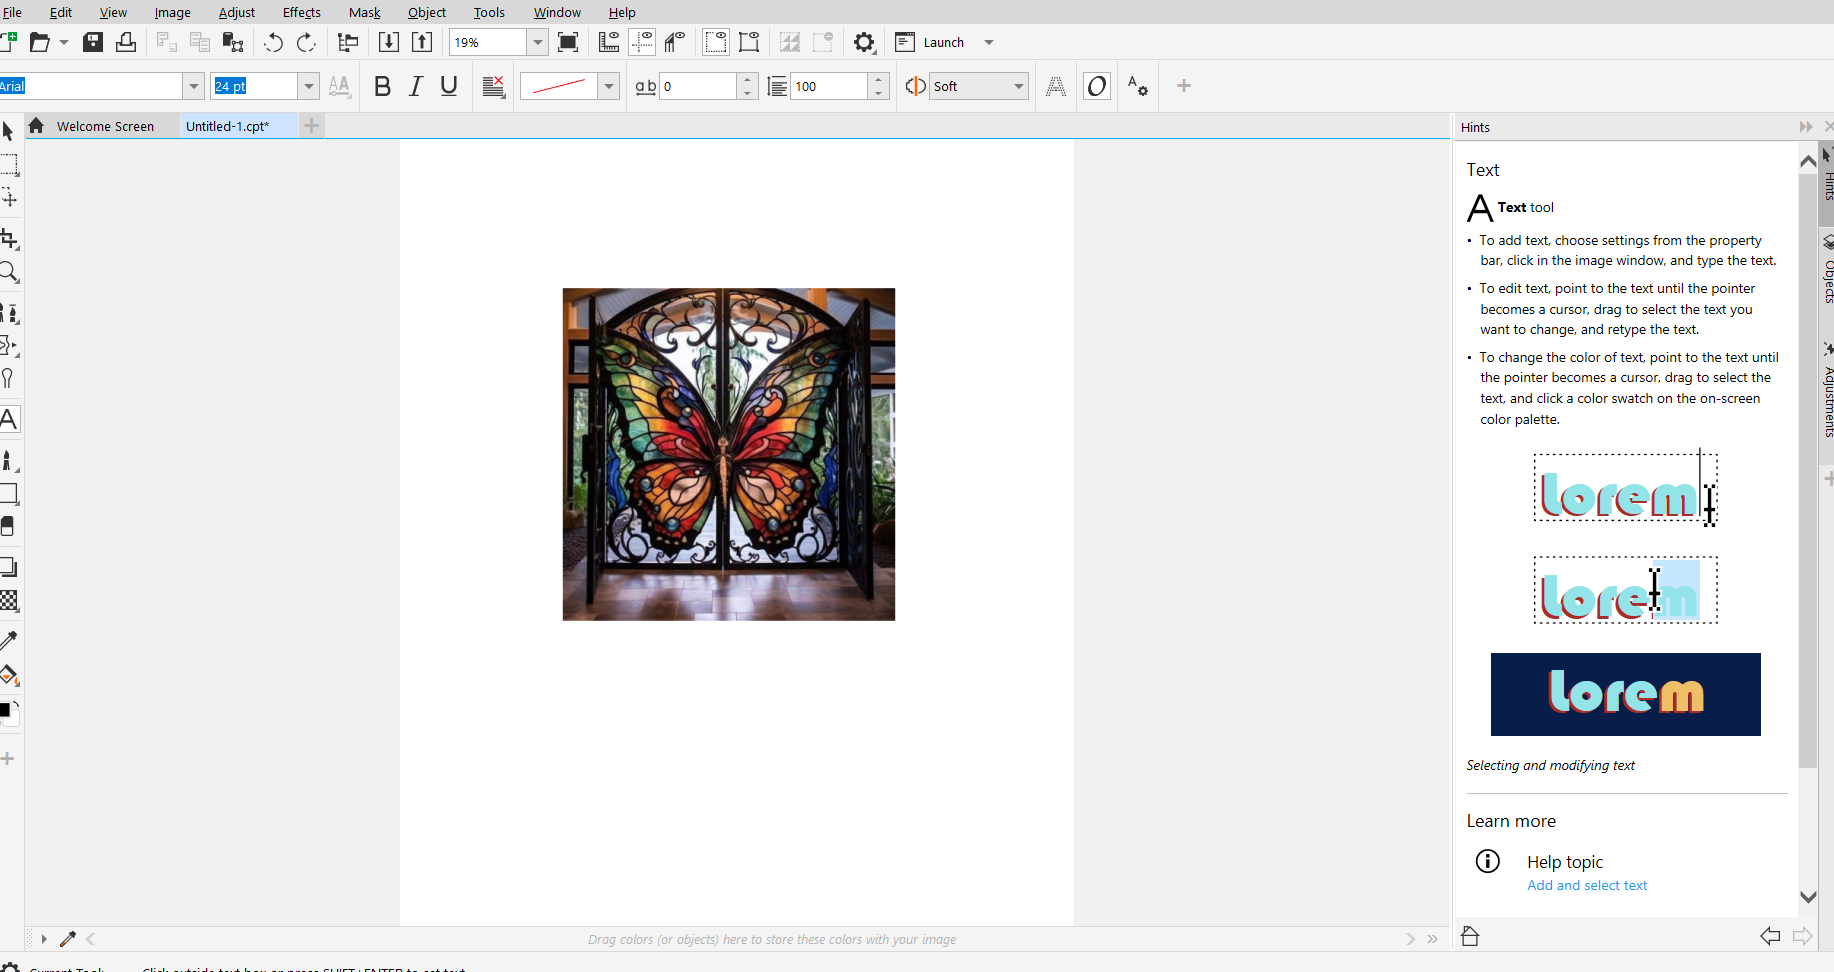 File Edit View Image Adjust Effects Mask Object Tools Window Help
19% Launch
Arial 24 pt AA B I U ab 0 100 Soft A O A
Welcome Screen Untitled-1.cpt*
Hints
Text
A Text tool
• To add text, choose settings from the property
bar, click in the image window, and type the text.
• To edit text, point to the text until the pointer
becomes a cursor, drag to select the text you
want to change, and retype the text.
• To change the color of text, point to the text until
the pointer becomes a cursor, drag to select the
text, and click a color swatch on the on-screen
color palette.
Lorem
Lorem
Lorem
Selecting and modifying text
Learn more
Help topic
Add and select text
Hints
Objects
Adjustments
A
Drag colors (or objects) here to store these colors with your image
Current Tool: Click outside text box or press SHIFT+ENTER to set text